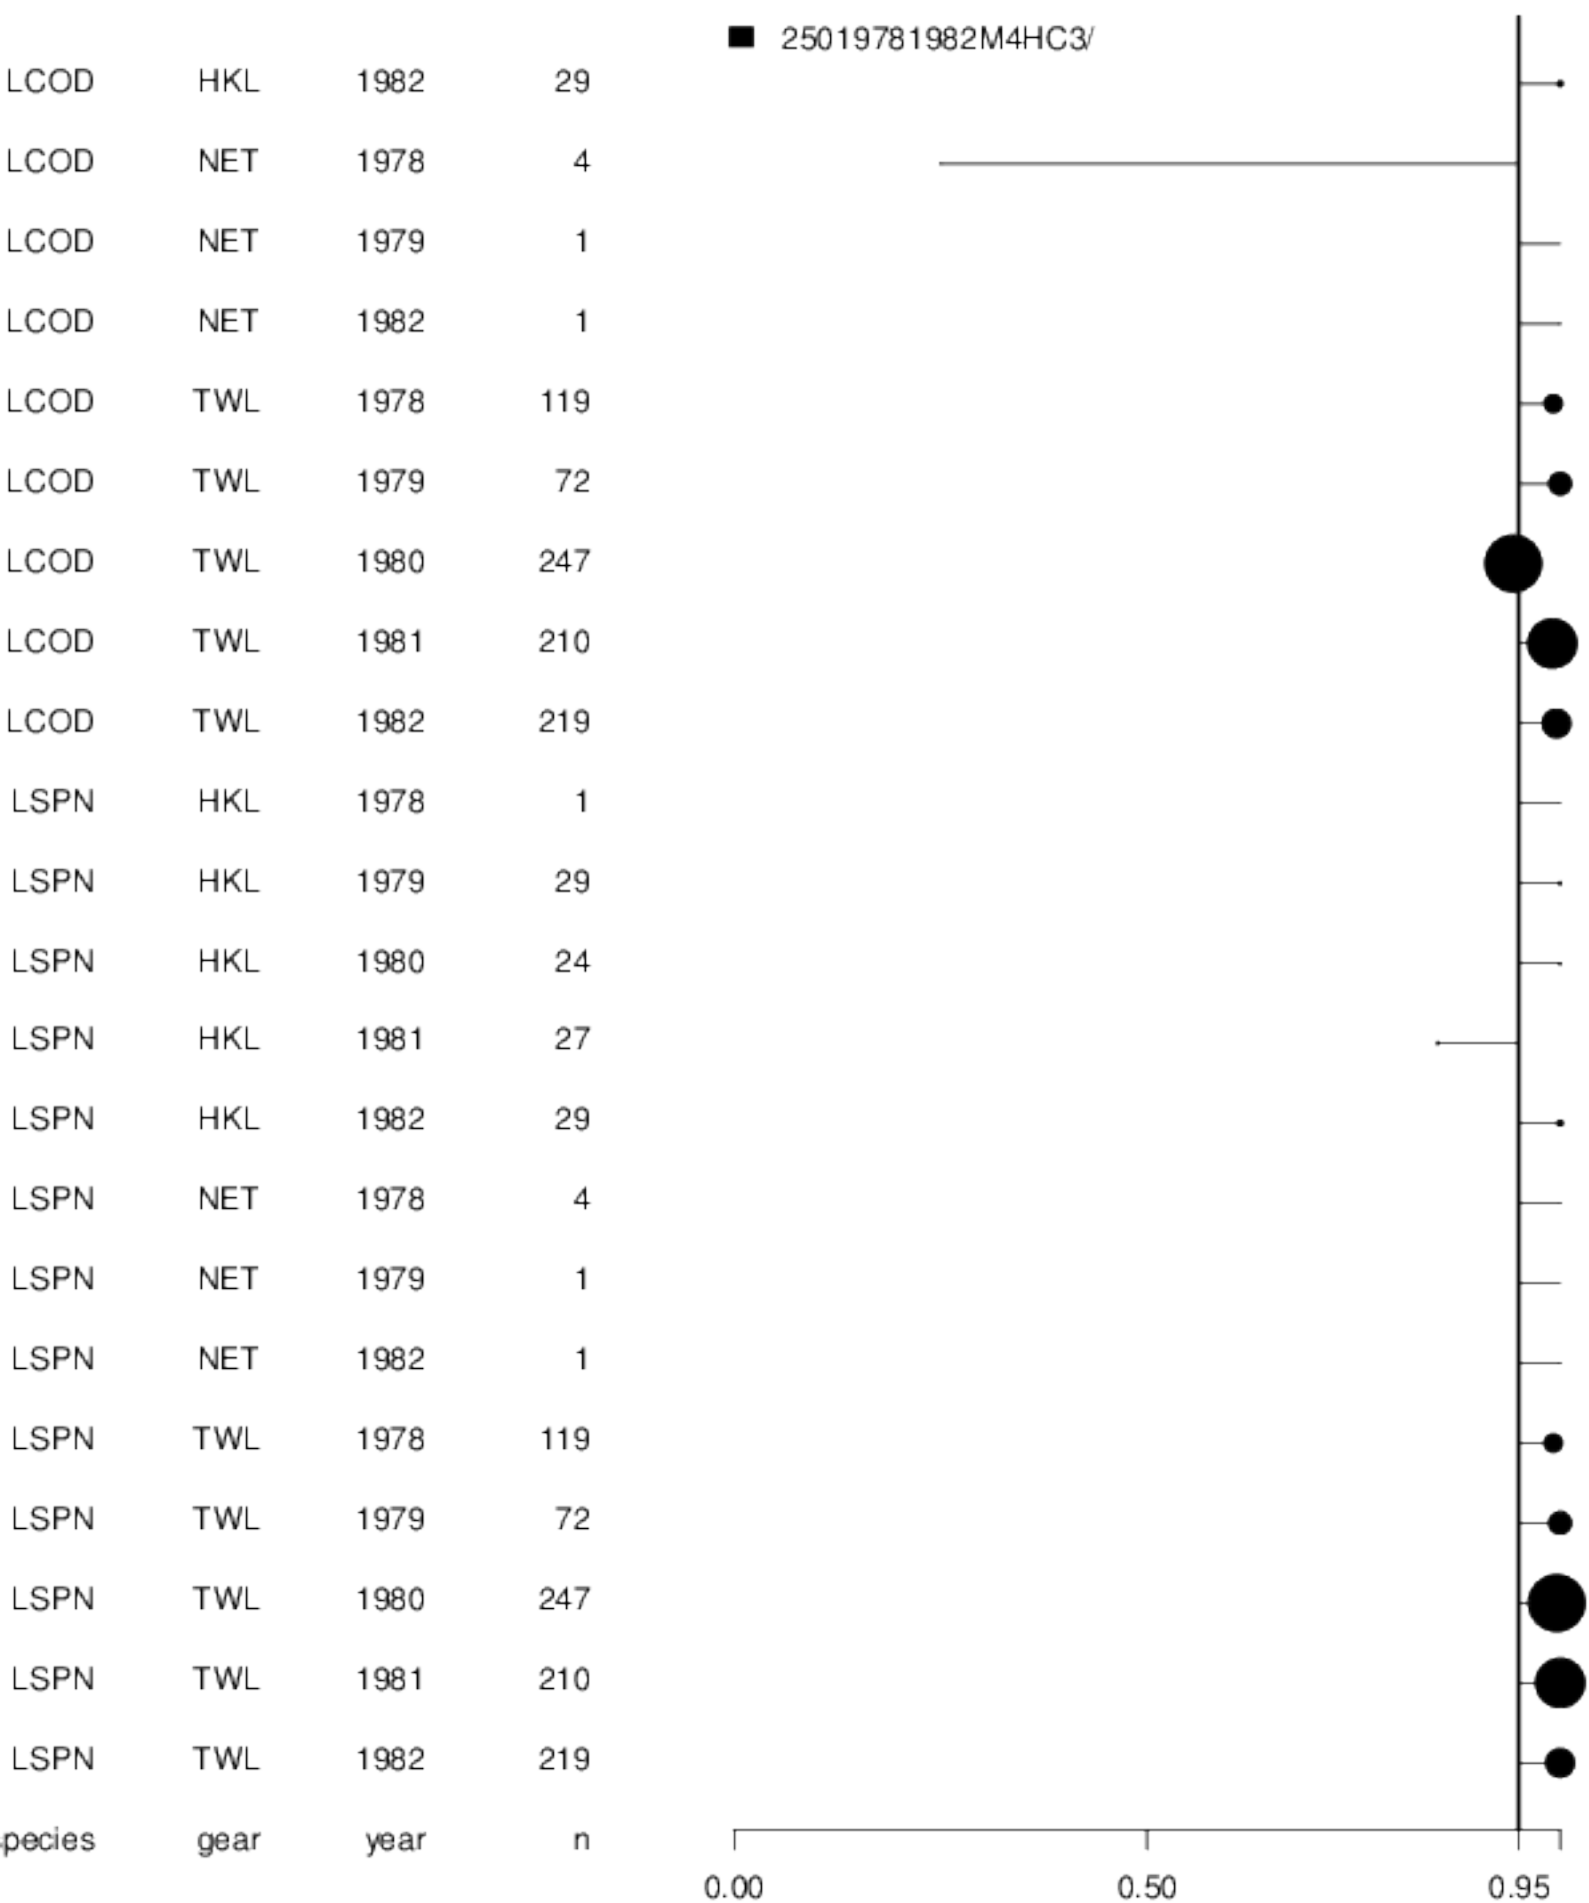 25019781982M4HC3/
LCOD HKL 1982 29
LCOD NET 1978 4
LCOD NET 1979 1
LCOD NET 1982 1
LCOD TWL 1978 119
LCOD TWL 1979 72
LCOD TWL 1980 247
LCOD TWL 1981 210
LCOD TWL 1982 219
LSPN HKL 1978 1
LSPN HKL 1979 29
LSPN HKL 1980 24
LSPN HKL 1981 27
LSPN HKL 1982 29
LSPN NET 1978 4
LSPN NET 1979 1
LSPN NET 1982 1
LSPN TWL 1978 119
LSPN TWL 1979 72
LSPN TWL 1980 247
LSPN TWL 1981 210
LSPN TWL 1982 219
pecies gear year n
0.00 0.50 0.95